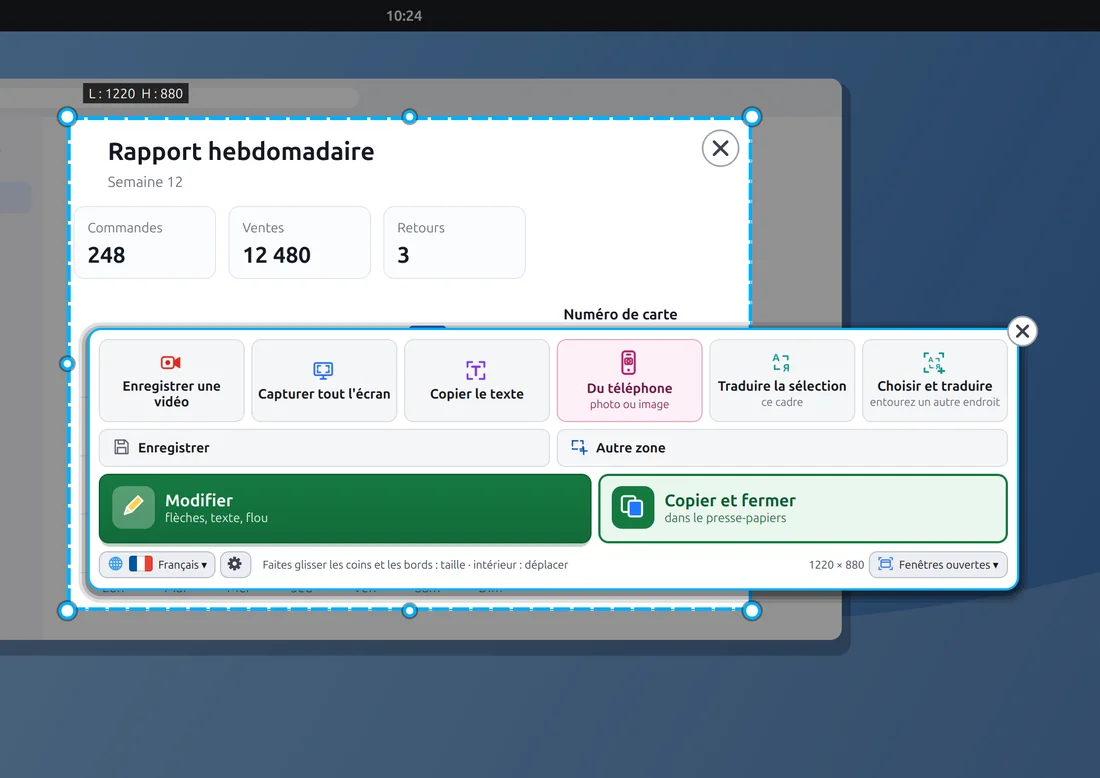 10:24
L : 1220 H : 880
Rapport hebdomadaire
Semaine 12
Commandes
248
Ventes
12 480
Retours
3
Numéro de carte
Enregistrer une
vidéo
Capturer tout l'écran
Copier le texte
Du téléphone
photo ou image
Traduire la sélection
ce cadre
Choisir et traduire
entourez un autre endroit
Enregistrer
Autre zone
Modifier
flèches, texte, flou
Copier et fermer
dans le presse-papiers
Français ▾
Faites glisser les coins et les bords : taille · intérieur : déplacer
1220 × 880
Fenêtres ouvertes ▾